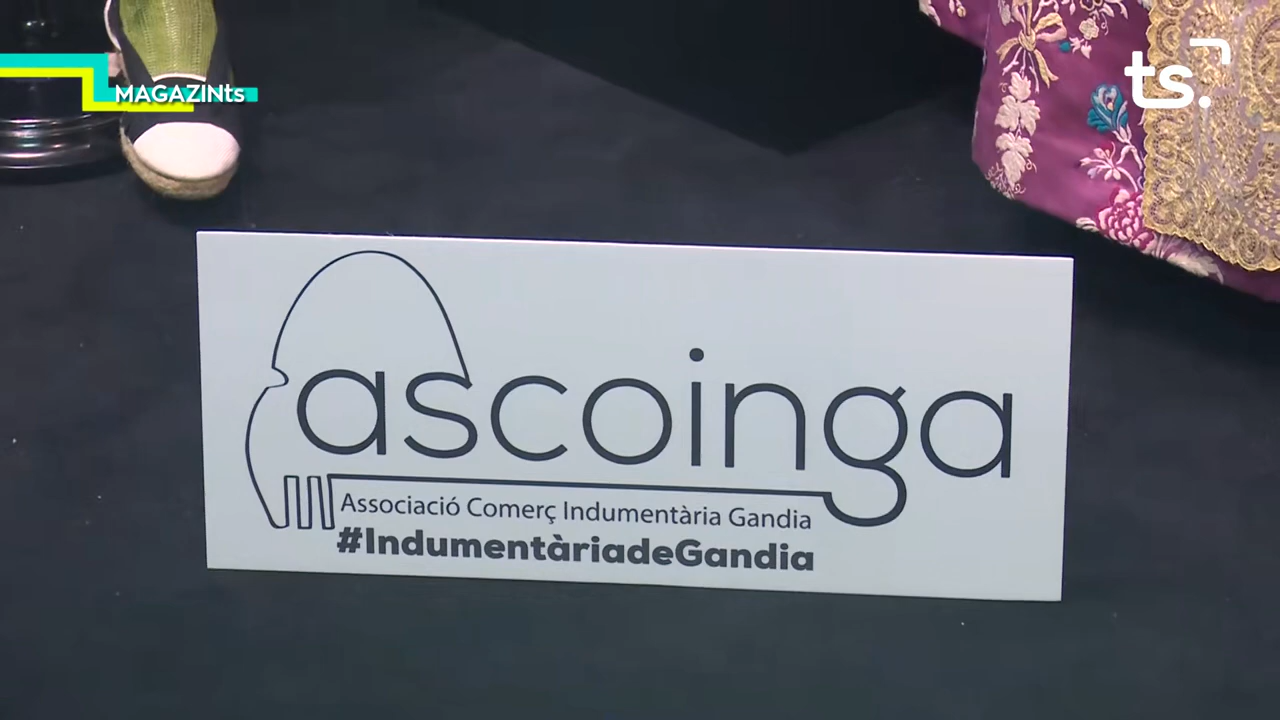 MAGAZINts
ts.
ascoinga
Associació Comerç Indumentària Gandia
#IndumentàriadeGandia